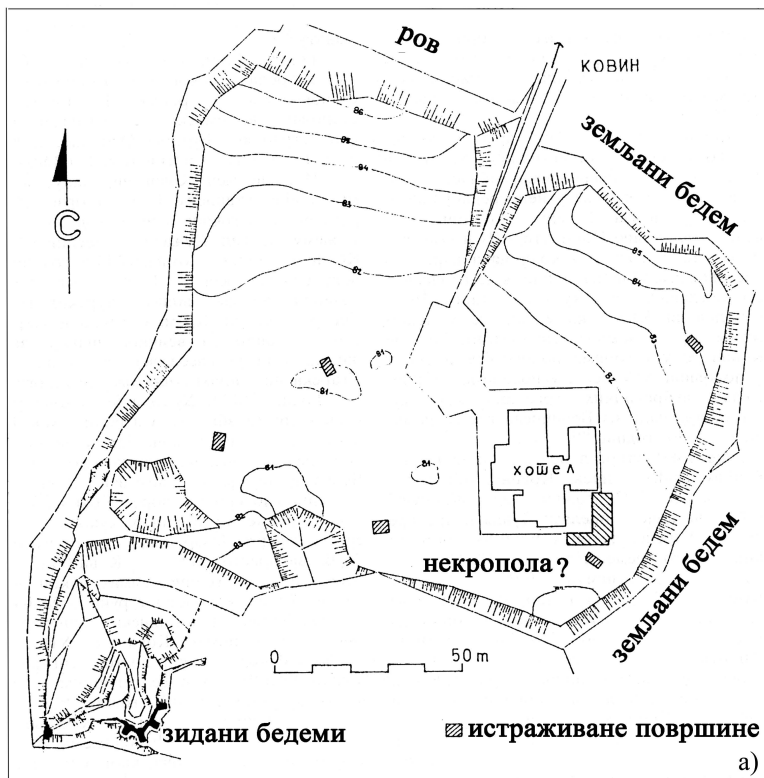 ров
КОВИН
земљани бедем
С
86
85
84
83
82
85
84
83
82
81
81
81
81
хотел
82
83
некропола?
земљани бедем
0 50 m
зидани бедеми
истраживане површине
а)